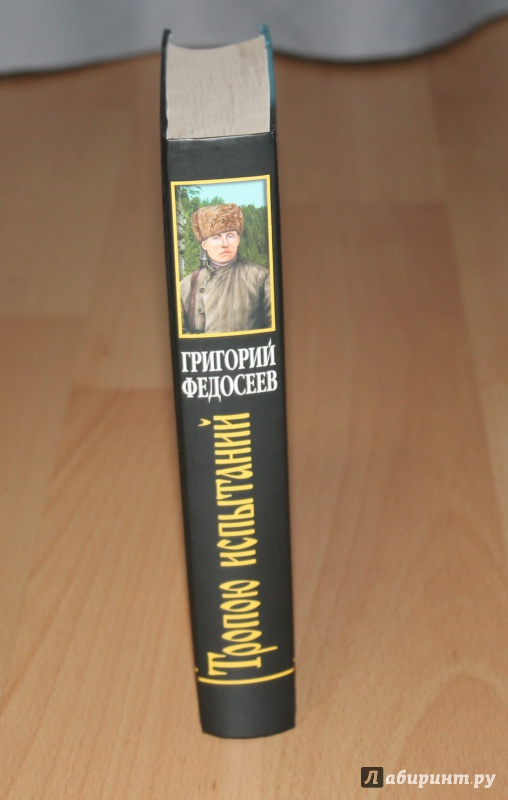 ГРИГОРИЙ
ФЕДОСЕЕВ
Тропою испытаний
Лабиринт.ру